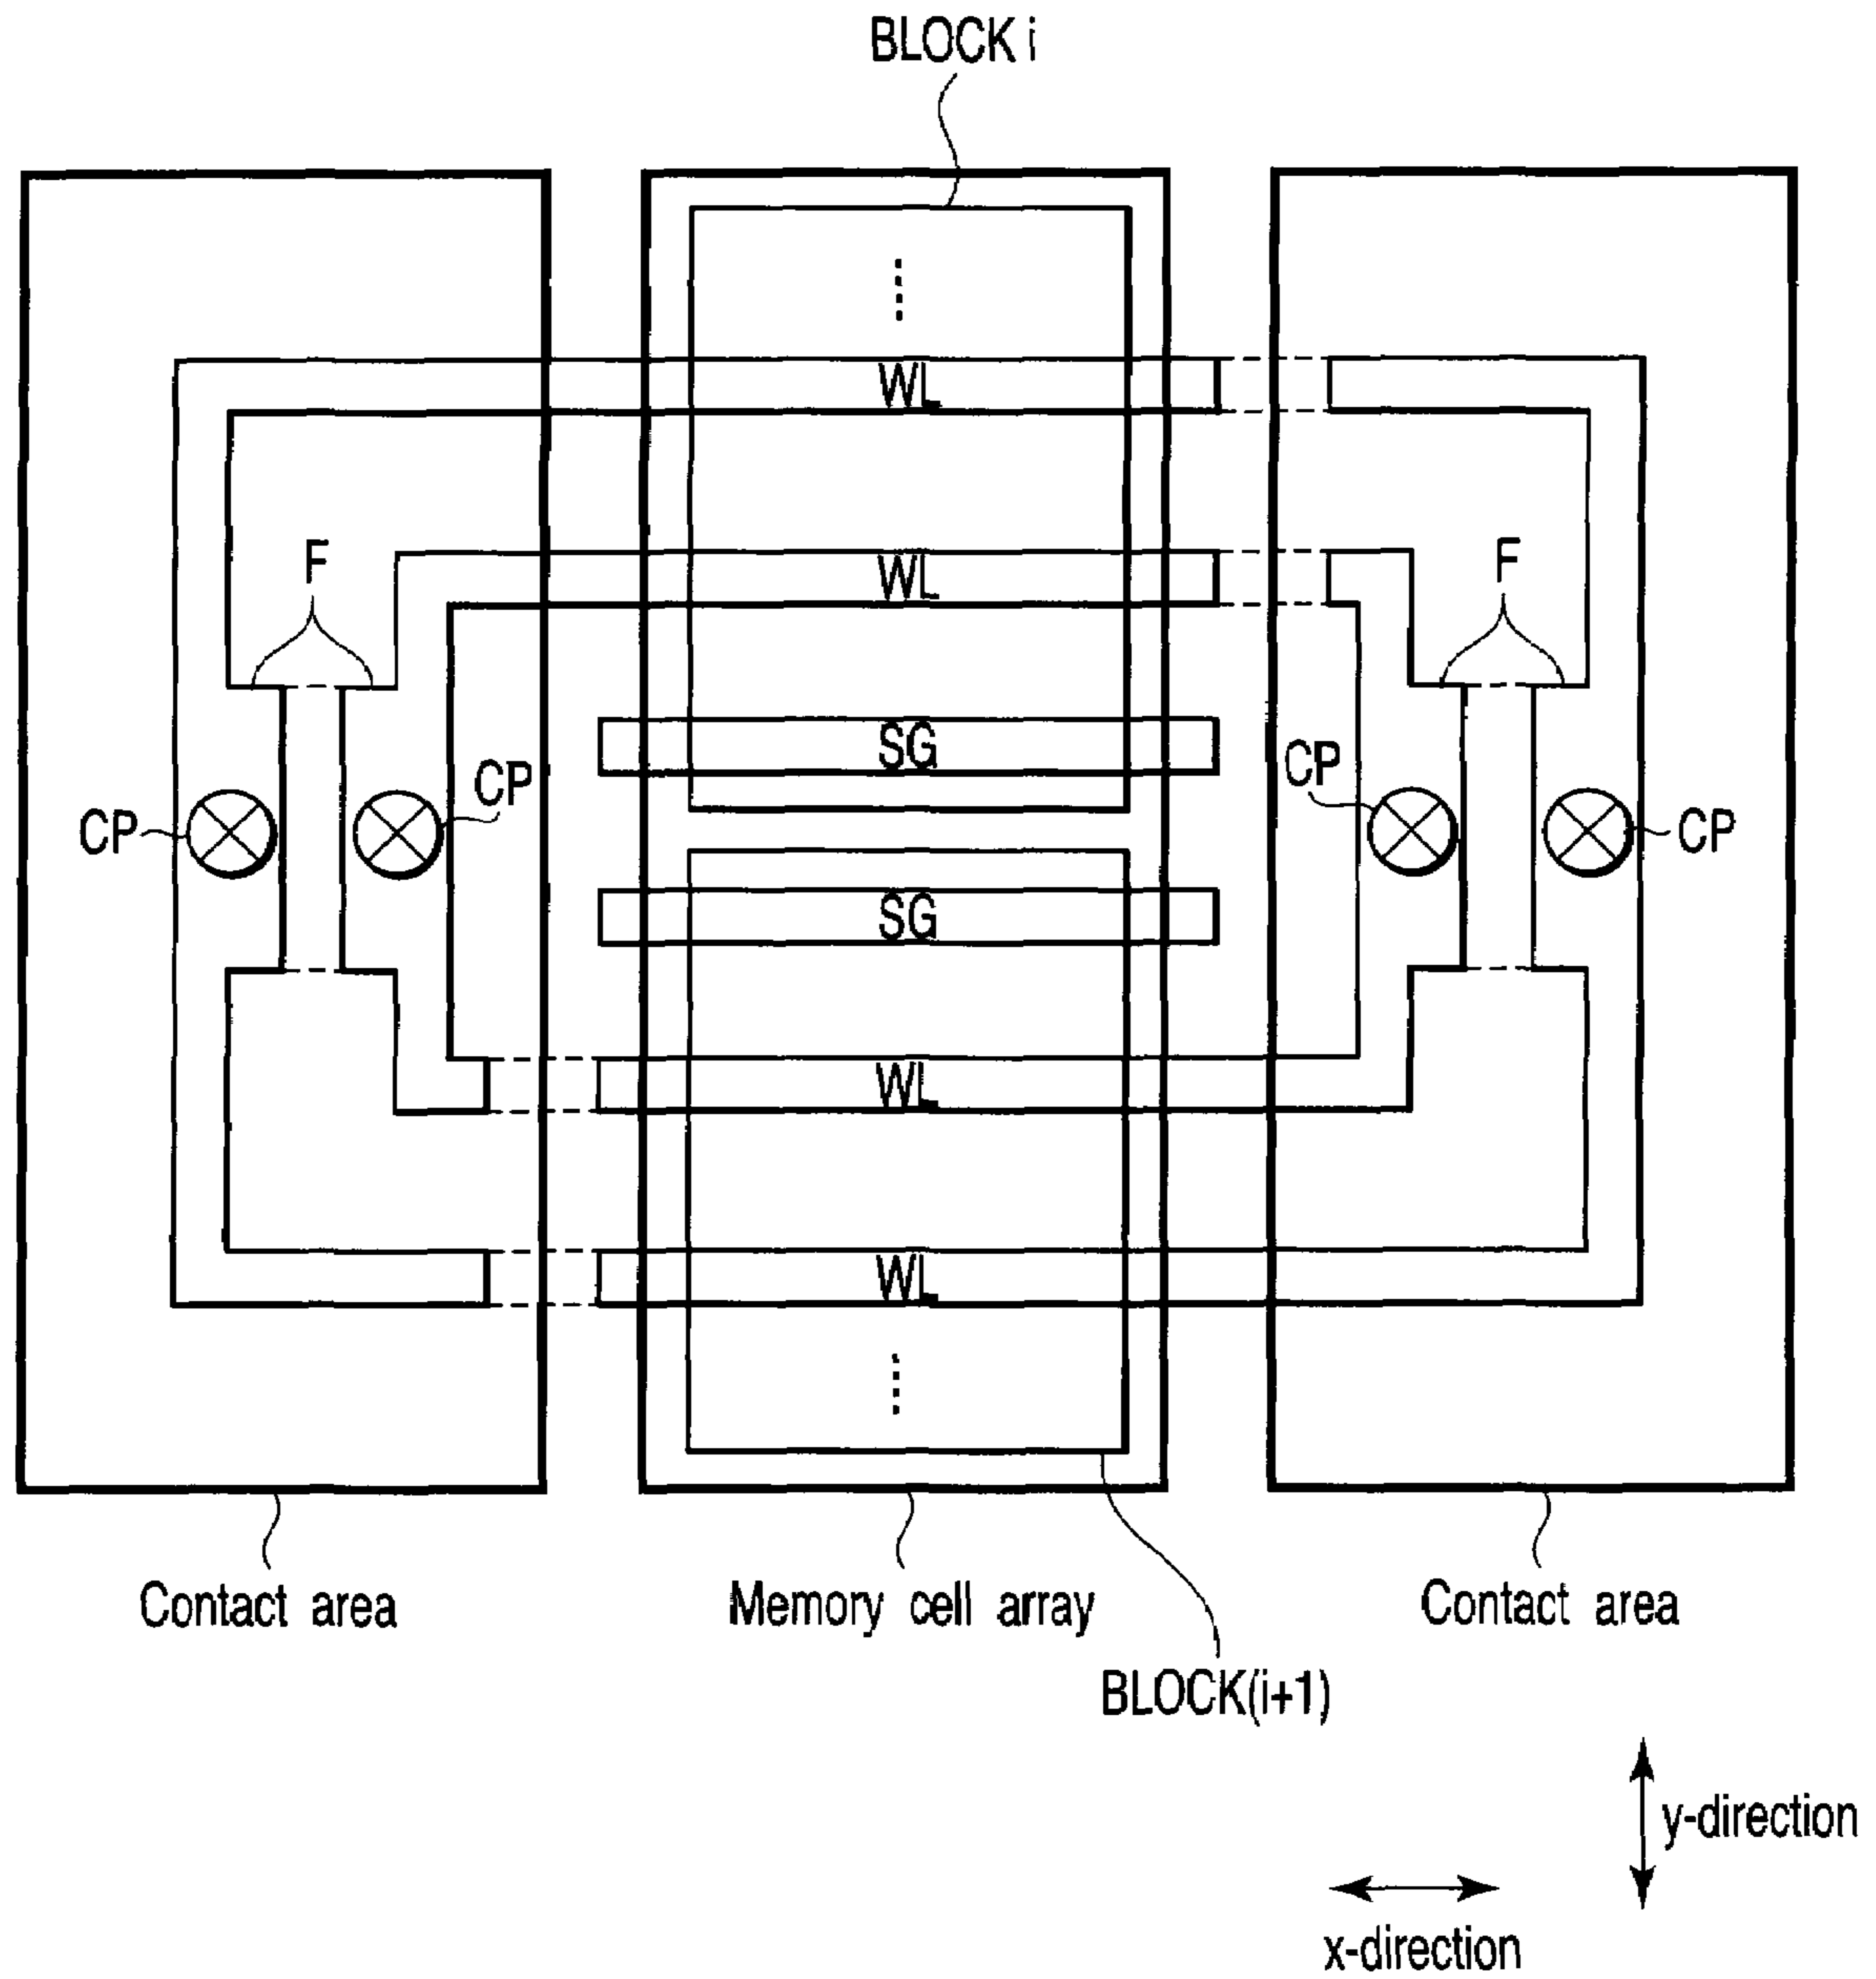 BLOCK i
WL
WL
F
F
SG
CP
CP
CP
CP
SG
WL
WL
Contact area
Memory cell array
Contact area
BLOCK(i+1)
y-direction
x-direction